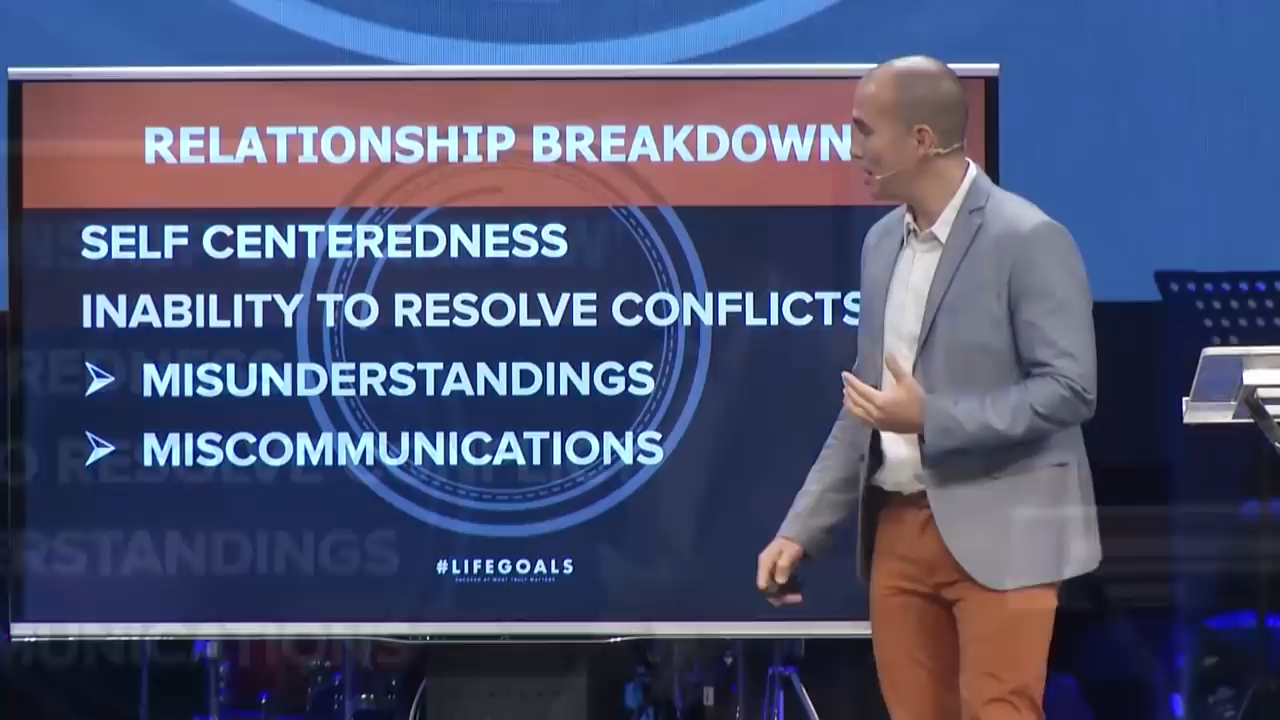 RELATIONSHIP BREAKDOWN
SELF CENTEREDNESS
INABILITY TO RESOLVE CONFLICTS
➢ MISUNDERSTANDINGS
➢ MISCOMMUNICATIONS
#LIFEGOALS